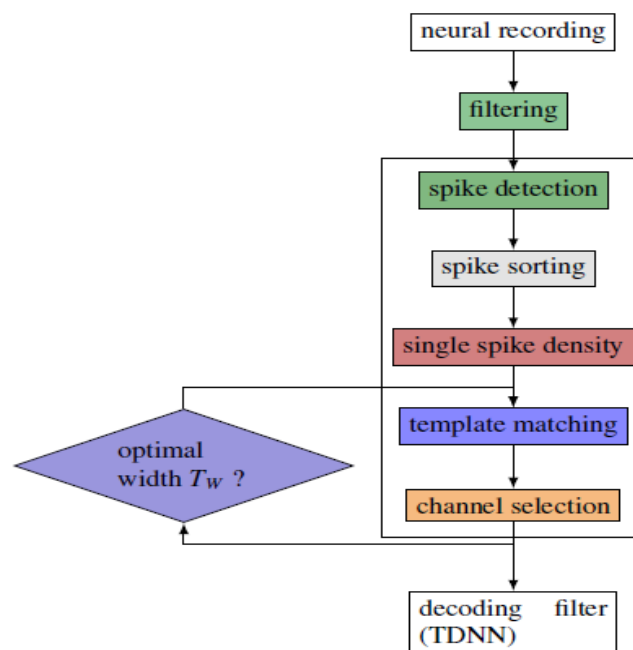 neural recording
filtering
spike detection
spike sorting
single spike density
template matching
optimal
width T_W ?
channel selection
decoding filter
(TDNN)